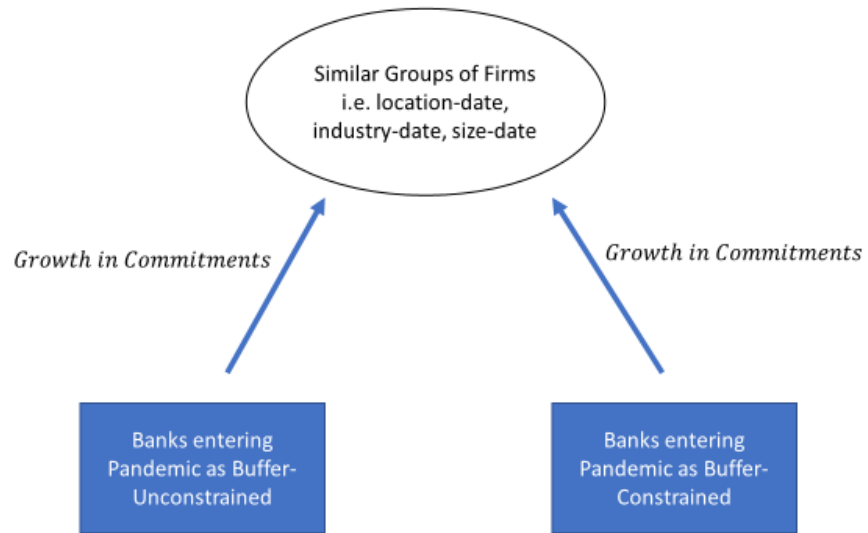 Similar Groups of Firms
i.e. location-date,
industry-date, size-date
Growth in Commitments
Growth in Commitments
Banks entering
Pandemic as Buffer-
Unconstrained
Banks entering
Pandemic as Buffer-
Constrained